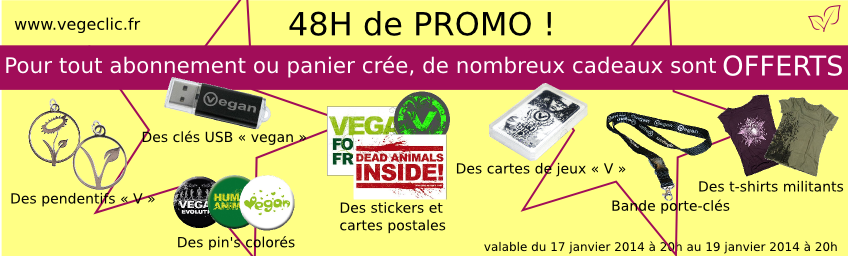 www.vegeclic.fr
48H de PROMO !
Pour tout abonnement ou panier crée, de nombreux cadeaux sont OFFERTS
Vegan
Des clés USB « vegan »
VEGA
FO
FR
DEAD ANIMALS
INSIDE!
Des cartes de jeux « V »
Vegan
Des t-shirts militants
Des pendentifs « V »
Bande porte-clés
VEGA
EVOLUTI
HUM
ANIM
vegan
Des stickers et
cartes postales
Des pin's colorés
valable du 17 janvier 2014 à 20h au 19 janvier 2014 à 20h